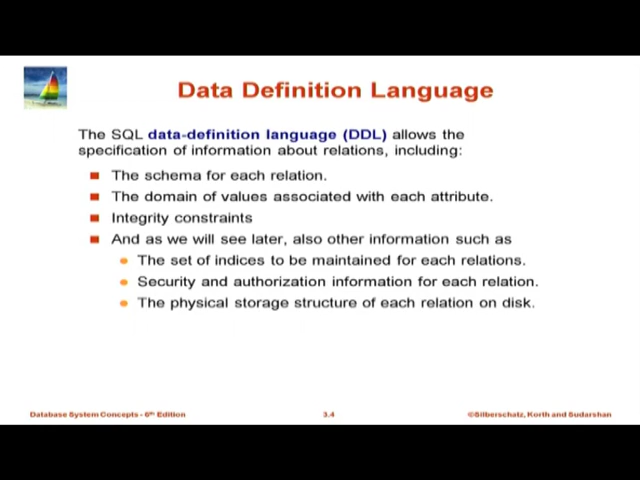 Data Definition Language
The SQL data-definition language (DDL) allows the
specification of information about relations, including:
The schema for each relation.
The domain of values associated with each attribute.
Integrity constraints
And as we will see later, also other information such as
The set of indices to be maintained for each relations.
Security and authorization information for each relation.
The physical storage structure of each relation on disk.
Database System Concepts - 6th Edition
3.4
©Silberschatz, Korth and Sudarshan